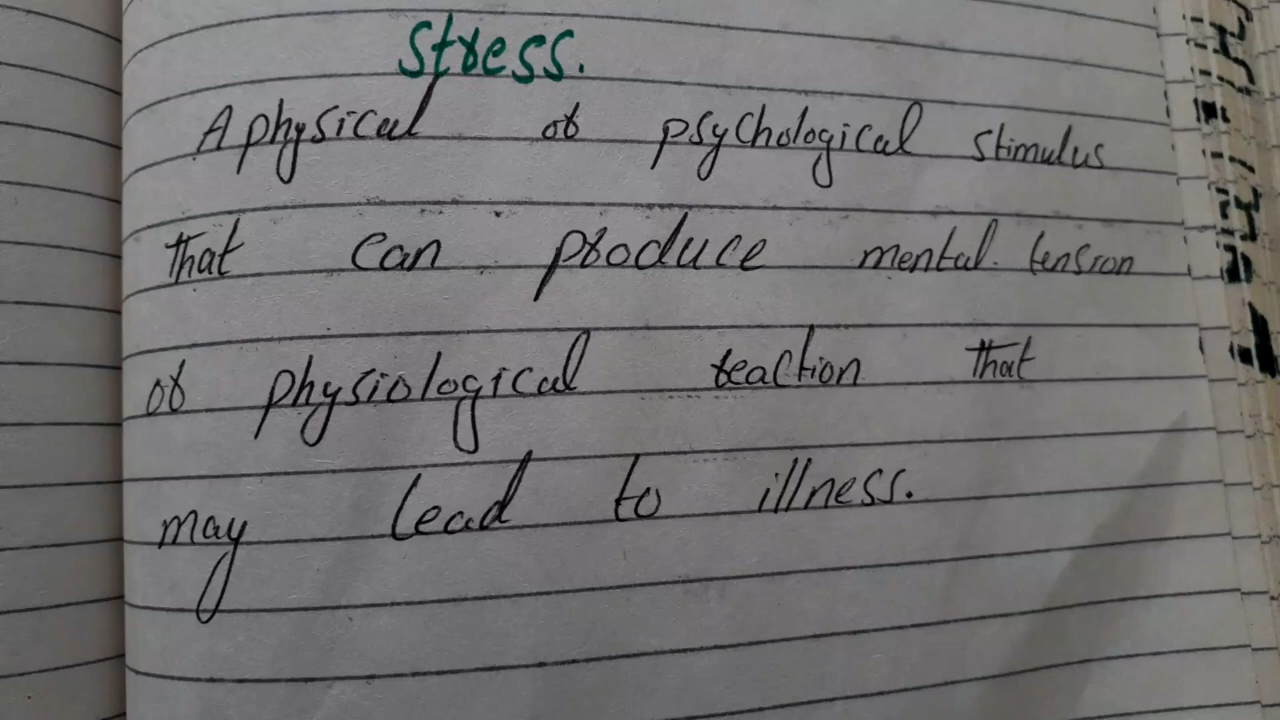 Stress.
A physical or psychological stimulus
that can produce mental tension
or physiological reaction that
may lead to illness.